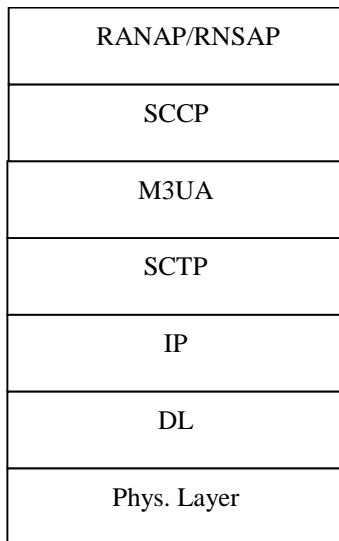 RANAP/RNSAP
SCCP
M3UA
SCTP
IP
DL
Phys. Layer